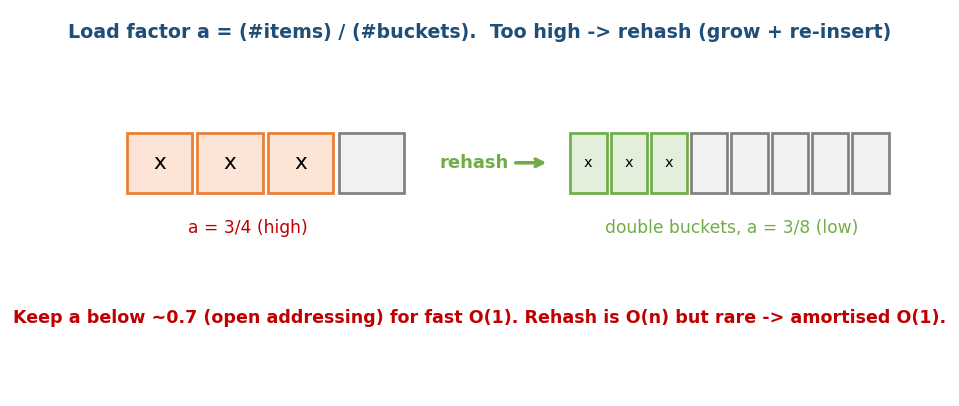 Load factor a = (#items) / (#buckets).  Too high -> rehash (grow + re-insert)
x x x rehash x x x
a = 3/4 (high) double buckets, a = 3/8 (low)
Keep a below ~0.7 (open addressing) for fast O(1). Rehash is O(n) but rare -> amortised O(1).